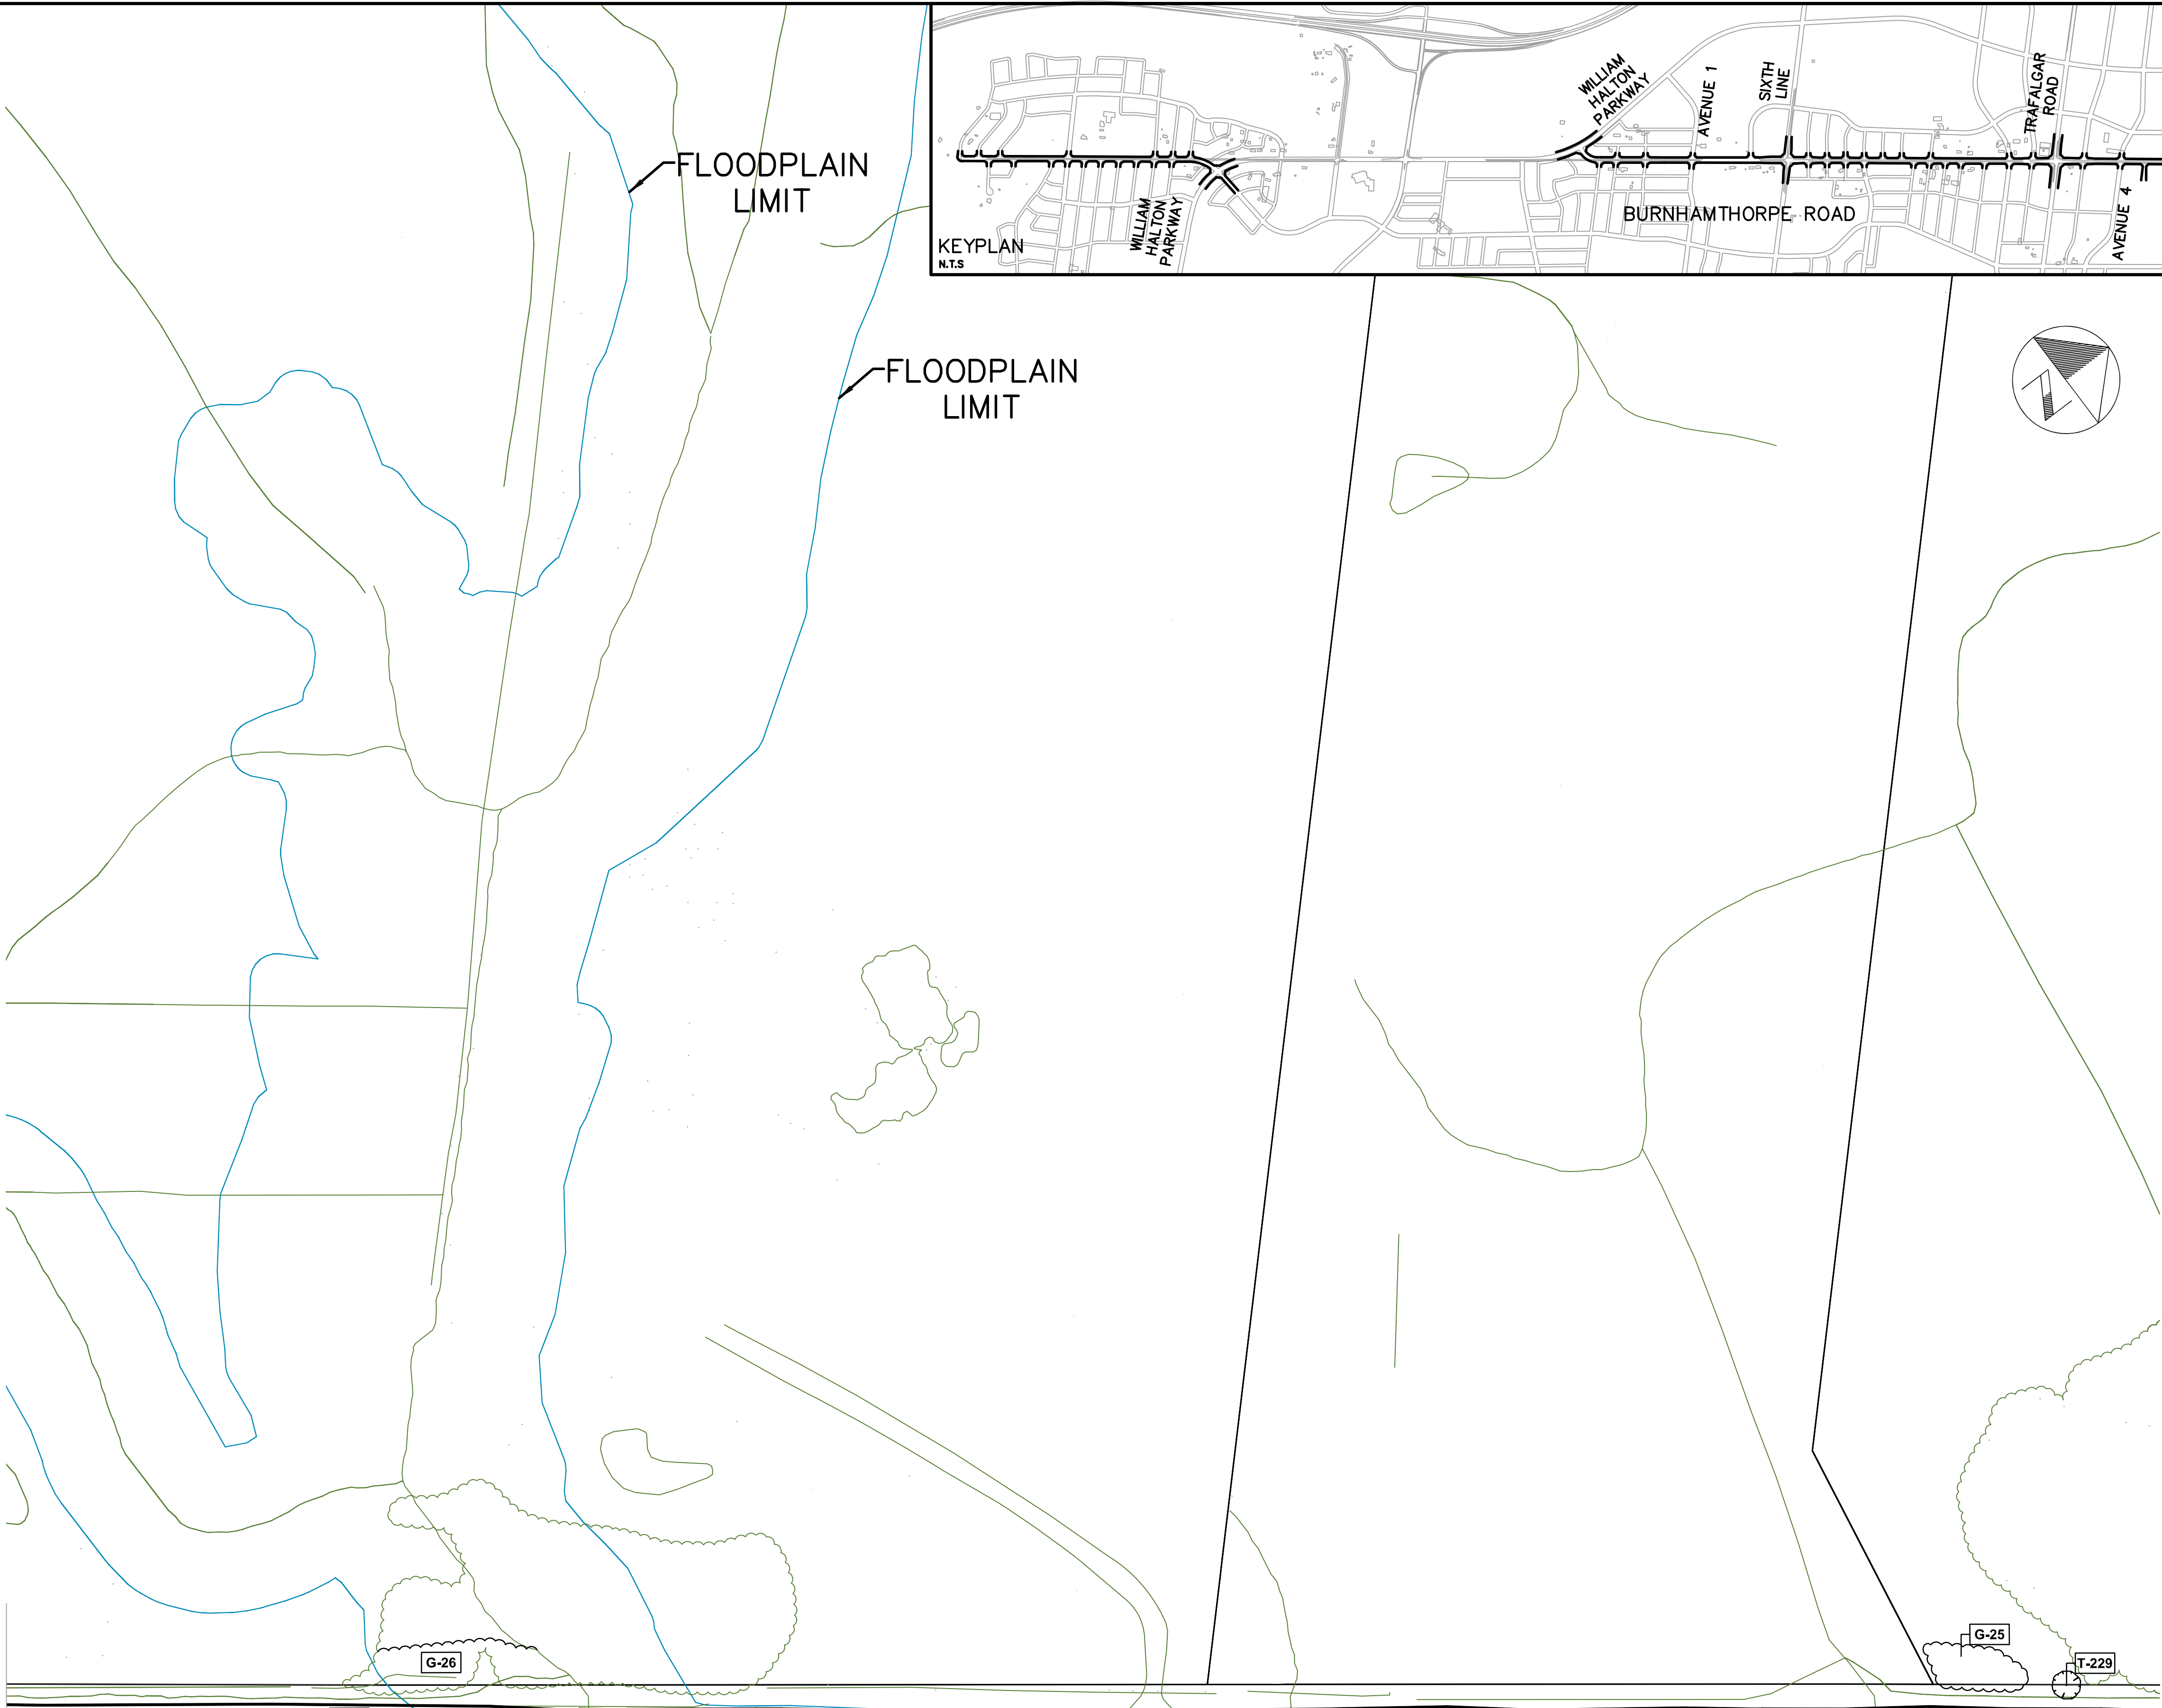 WILLIAM
HALTON
PARKWAY
AVENUE 1
SIXTH
LINE
TRAFALGAR
ROAD
WILLIAM
HALTON
PARKWAY
BURNHAMTHORPE ROAD
AVENUE 4
KEYPLAN
N.T.S
FLOODPLAIN
LIMIT
FLOODPLAIN
LIMIT
N
G-26
G-25
T-229